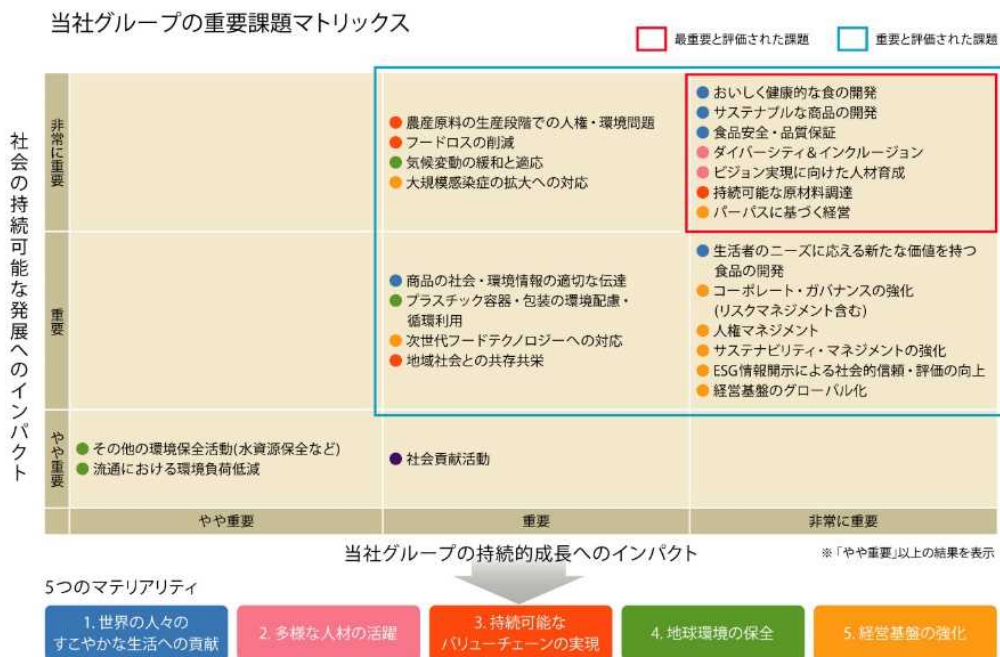 当社グループの重要課題マトリックス
最重要と評価された課題
重要と評価された課題
社会の持続可能な発展へのインパクト
非常に重要
●農産原料の生産段階での人権・環境問題
●フードロスの削減
●気候変動の緩和と適応
●大規模感染症の拡大への対応
●おいしく健康的な食の開発
●サステナブルな商品の開発
●食品安全・品質保証
●ダイバーシティ&インクルージョン
●ビジョン実現に向けた人材育成
●持続可能な原材料調達
●パーパスに基づく経営
重要
●商品の社会・環境情報の適切な伝達
●プラスチック容器・包装の環境配慮・
循環利用
●次世代フードテクノロジーへの対応
●地域社会との共存共栄
●生活者のニーズに応える新たな価値を持つ
食品の開発
●コーポレート・ガバナンスの強化
(リスクマネジメント含む)
●人権マネジメント
●サステナビリティ・マネジメントの強化
●ESG情報開示による社会的信頼・評価の向上
●経営基盤のグローバル化
やや重要
●その他の環境保全活動(水資源保全など)
●流通における環境負荷低減
●社会貢献活動
やや重要
重要
非常に重要
当社グループの持続的成長へのインパクト
※「やや重要」以上の結果を表示
5つのマテリアリティ
1. 世界の人々の
すこやかな生活への貢献
2. 多様な人材の活躍
3. 持続可能な
バリューチェーンの実現
4. 地球環境の保全
5. 経営基盤の強化